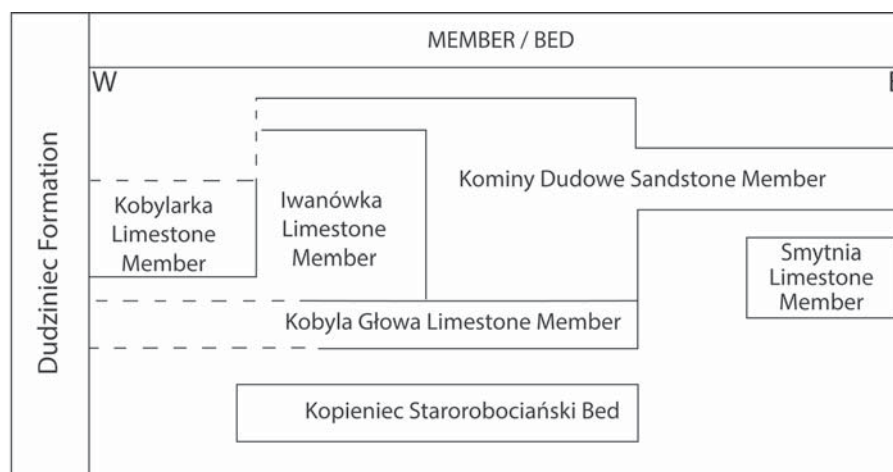 Dudziniec Formation
MEMBER / BED
W
E
Kominy Dudowe Sandstone Member
Kobylarka
Limestone
Member
Iwanówka
Limestone
Member
Smytnia
Limestone
Member
Kobyla Głowa Limestone Member
Kopieniec Starorobociański Bed